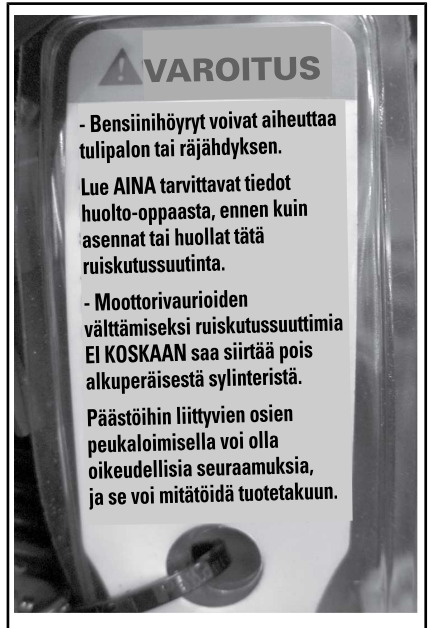 VAROITUS
- Bensiinihöyryt voivat aiheuttaa
tulipalon tai räjähdyksen.
Lue AINA tarvittavat tiedot
huolto-oppaasta, ennen kuin
asennat tai huollat tätä
ruiskutussuutinta.
- Moottorivaurioiden
välttämiseksi ruiskutussuuttimia
EI KOSKAAN saa siirtää pois
alkuperäisestä sylinteristä.
Päästöihin liittyvien osien
peukaloimisella voi olla
oikeudellisia seuraamuksia,
ja se voi mitätöidä tuotetakuun.